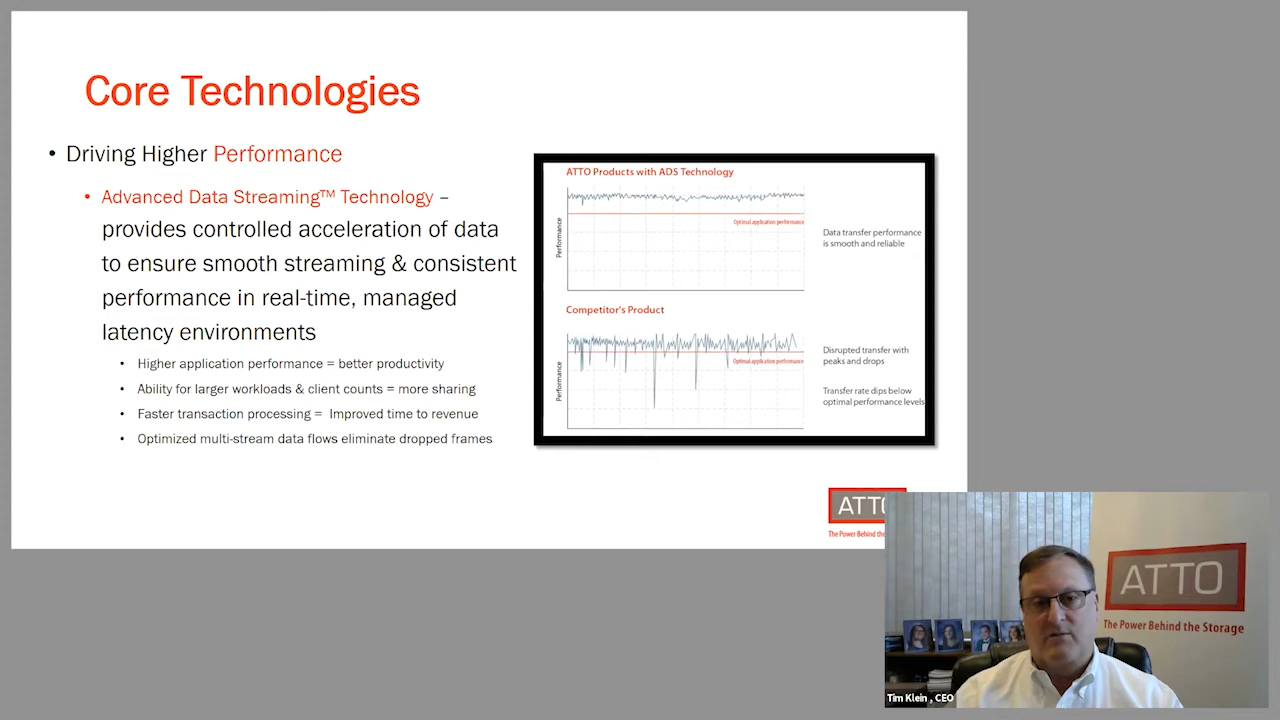 Core Technologies
• Driving Higher Performance
• Advanced Data Streaming™ Technology –
provides controlled acceleration of data
to ensure smooth streaming & consistent
performance in real-time, managed
latency environments
• Higher application performance = better productivity
• Ability for larger workloads & client counts = more sharing
• Faster transaction processing = Improved time to revenue
• Optimized multi-stream data flows eliminate dropped frames
ATTO Products with ADS Technology
Performance
Optimal application performance
Data transfer performance
is smooth and reliable
Competitor's Product
Performance
Optimal application performance
Disrupted transfer with
peaks and drops
Transfer rate dips below
optimal performance levels
The Power Behind the
ATTO
The Power Behind the Storage
Tim Klein , CEO